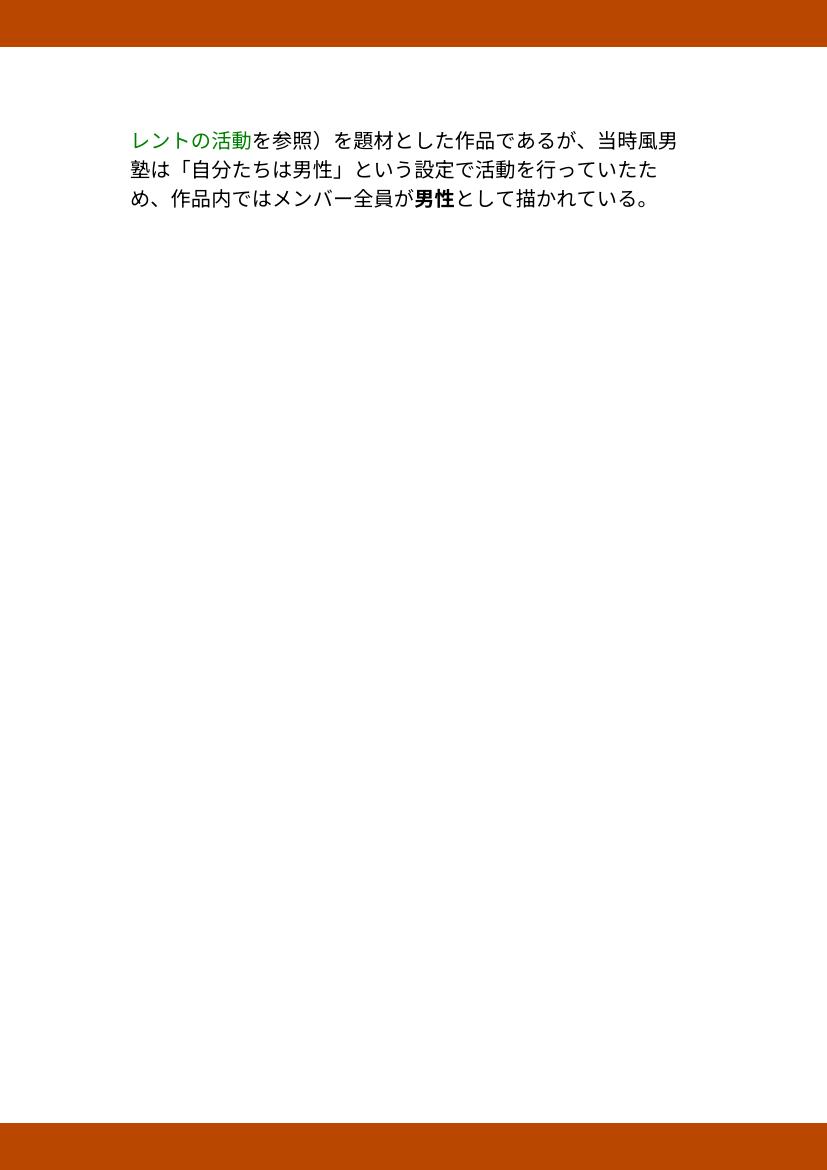 レントの活動を参照）を題材とした作品であるが、当時風男
塾は「自分たちは男性」という設定で活動を行っていたた
め、作品内ではメンバー全員が男性として描かれている。